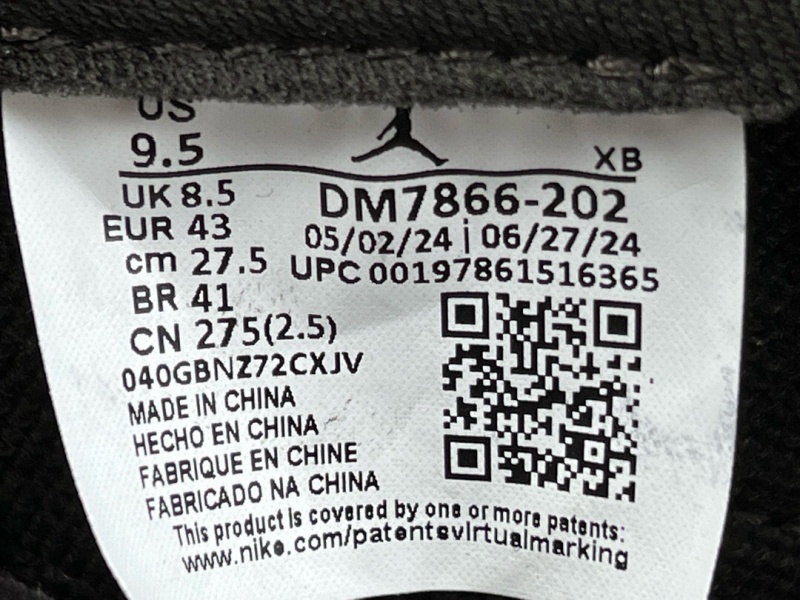 US
9.5
XB
UK 8.5
DM7866-202
EUR 43
05/02/24 | 06/27/24
cm 27.5
UPC 00197861516365
BR 41
CN 275(2.5)
040GBNZ72CXJV
MADE IN CHINA
HECHO EN CHINA
FABRIQUE EN CHINE
FABRICADO NA CHINA
This product is covered by one or more patents:
www.nike.com/patentsvirtualmarking